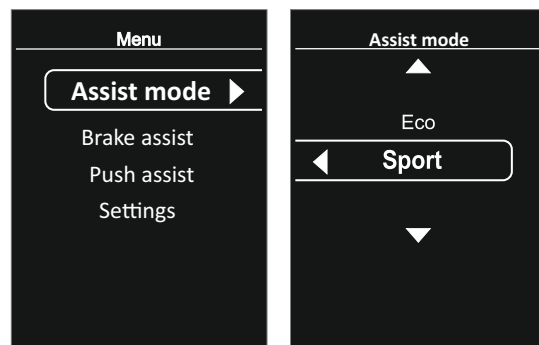 Menu
Assist mode
Brake assist
Push assist
Settings
Assist mode
Eco
Sport